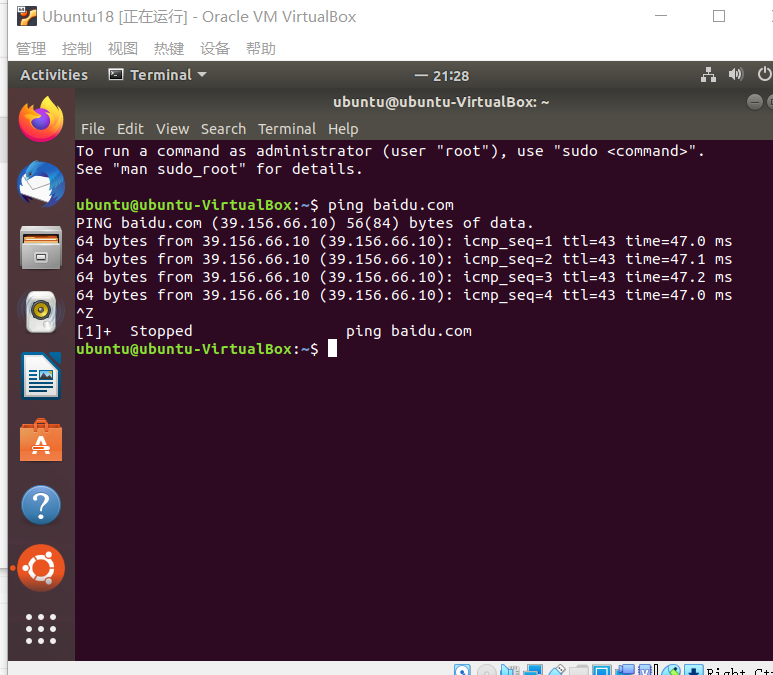 Ubuntu18 [正在运行] - Oracle VM VirtualBox
管理 控制 视图 热键 设备 帮助
Activities Terminal 一 21:28
ubuntu@ubuntu-VirtualBox: ~
File Edit View Search Terminal Help
To run a command as administrator (user "root"), use "sudo <command>".
See "man sudo_root" for details.
ubuntu@ubuntu-VirtualBox:~$ ping baidu.com
PING baidu.com (39.156.66.10) 56(84) bytes of data.
64 bytes from 39.156.66.10 (39.156.66.10): icmp_seq=1 ttl=43 time=47.0 ms
64 bytes from 39.156.66.10 (39.156.66.10): icmp_seq=2 ttl=43 time=47.1 ms
64 bytes from 39.156.66.10 (39.156.66.10): icmp_seq=3 ttl=43 time=47.2 ms
64 bytes from 39.156.66.10 (39.156.66.10): icmp_seq=4 ttl=43 time=47.0 ms
^Z
[1]+ Stopped ping baidu.com
ubuntu@ubuntu-VirtualBox:~$
Right